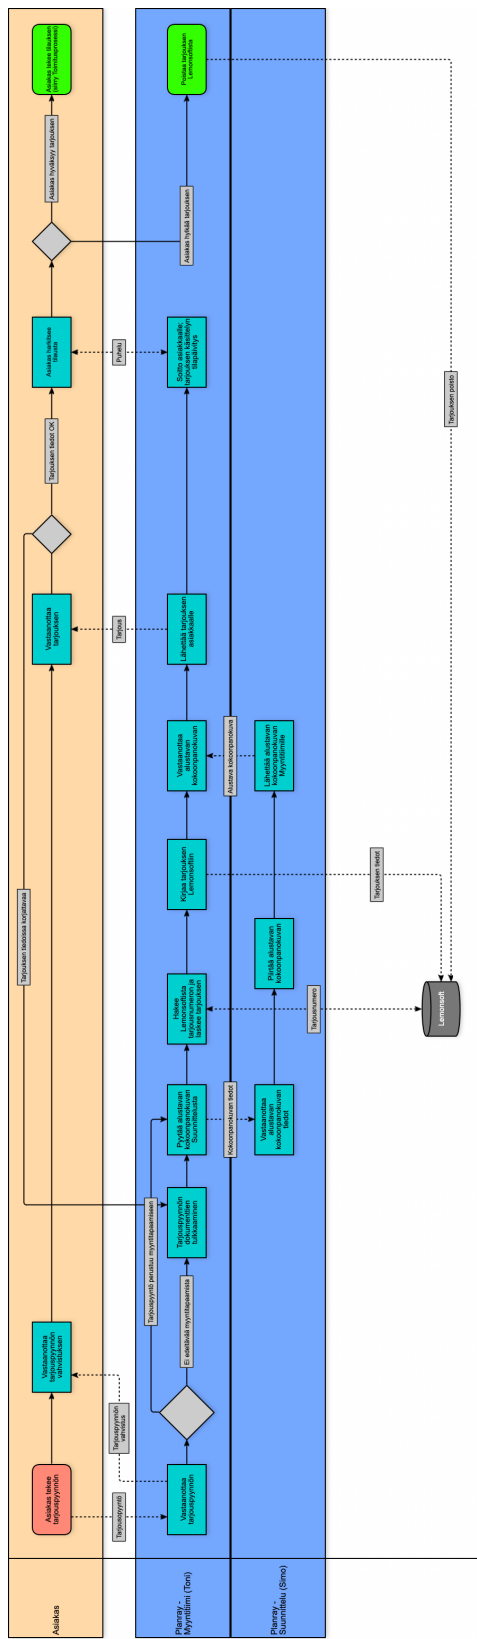 Asiakas
Asiakas tekee
tarjouspyynnön
Vastaanottaa
tarjouspyynnön
vahvistuksen
Vastaanottaa
tarjouksen
Tarjouksen tiedoissa korjattavaa
Tarjouksen tiedot OK
Asiakas harkitsee
tilausta
Asiakas hyväksyy tarjouksen
Asiakas tekee tilauksen
(siirry Toimitusprosessi)
Tarjouspyyntö
Tarjouspyynnön
vahvistus
Tarjous
Puhelu
Asiakas hylkää tarjouksen
Planray -
Myyntitiimi (Toni)
Vastaanottaa
tarjouspyynnön
Tarjouspyyntö perustuu myyntitapaamiseen
Ei edeltävää myyntitapaamista
Tarjouspyynnön
dokumenttien
tulkkaaminen
Pyytää alustavan
kokoonpanokuvan
Suunnittelusta
Hakee
Lemonsoftista
tarjousnumeron ja
laskee tarjouksen
Kirjaa tarjouksen
Lemonsoftiin
Vastaanottaa
alustavan
kokoonpanokuvan
Lähettää tarjouksen
asiakkaalle
Soitto asiakkaalle;
tarjouksen käsittelyn
tilapäivitys
Poistaa tarjouksen
Lemonsoftista
Kokoonpanokuvan tiedot
Alustava kokoonpanokuva
Planray -
Suunnittelu (Simo)
Vastaanottaa
alustavan
kokoonpanokuvan
tiedot
Piirtää alustavan
kokoonpanokuvan
Lähettää alustavan
kokoonpanokuvan
Myyntitiimille
Tarjousnumero
Tarjouksen tiedot
Tarjouksen poisto
Lemonsoft